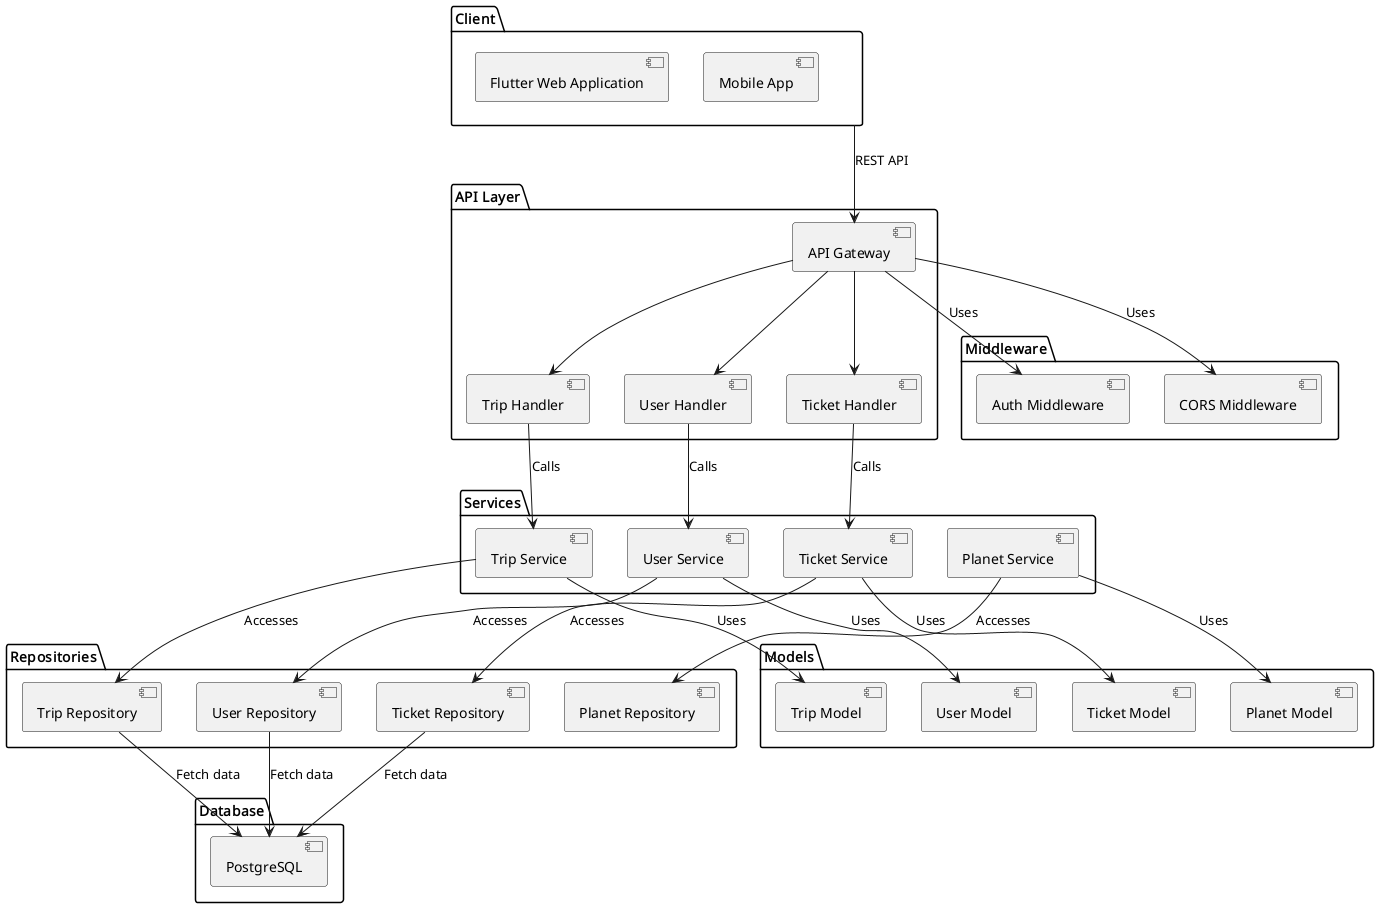 Client
Flutter Web Application
Mobile App
REST API
API Layer
API Gateway
Uses
Uses
Middleware
Trip Handler
User Handler
Ticket Handler
Auth Middleware
CORS Middleware
Calls
Calls
Calls
Services
Trip Service
User Service
Ticket Service
Planet Service
Accesses
Accesses
Accesses
Uses
Uses
Uses
Accesses
Uses
Repositories
Models
Trip Repository
User Repository
Ticket Repository
Planet Repository
Trip Model
User Model
Ticket Model
Planet Model
Fetch data
Fetch data
Fetch data
Database
PostgreSQL